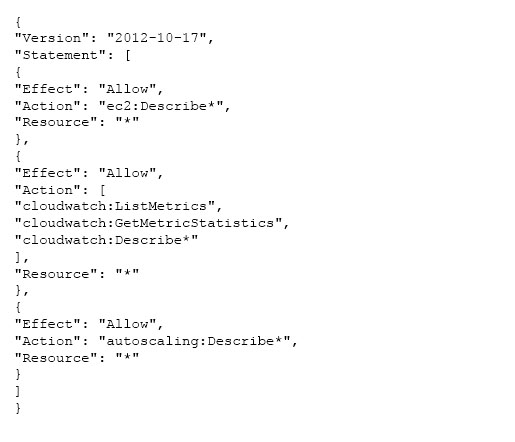 {
"Version": "2012-10-17",
"Statement": [
{
"Effect": "Allow",
"Action": "ec2:Describe*",
"Resource": "*"
},
{
"Effect": "Allow",
"Action": [
"cloudwatch:ListMetrics",
"cloudwatch:GetMetricStatistics",
"cloudwatch:Describe*"
],
"Resource": "*"
},
{
"Effect": "Allow",
"Action": "autoscaling:Describe*",
"Resource": "*"
}
]
}